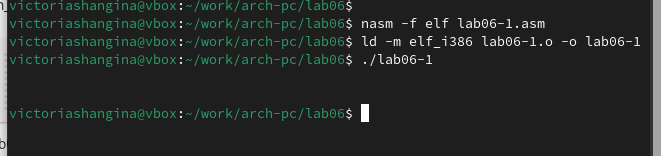 victoriashangina@vbox:~/work/arch-pc/lab06$
victoriashangina@vbox:~/work/arch-pc/lab06$ nasm -f elf lab06-1.asm
victoriashangina@vbox:~/work/arch-pc/lab06$ ld -m elf_i386 lab06-1.o -o lab06-1
victoriashangina@vbox:~/work/arch-pc/lab06$ ./lab06-1
victoriashangina@vbox:~/work/arch-pc/lab06$